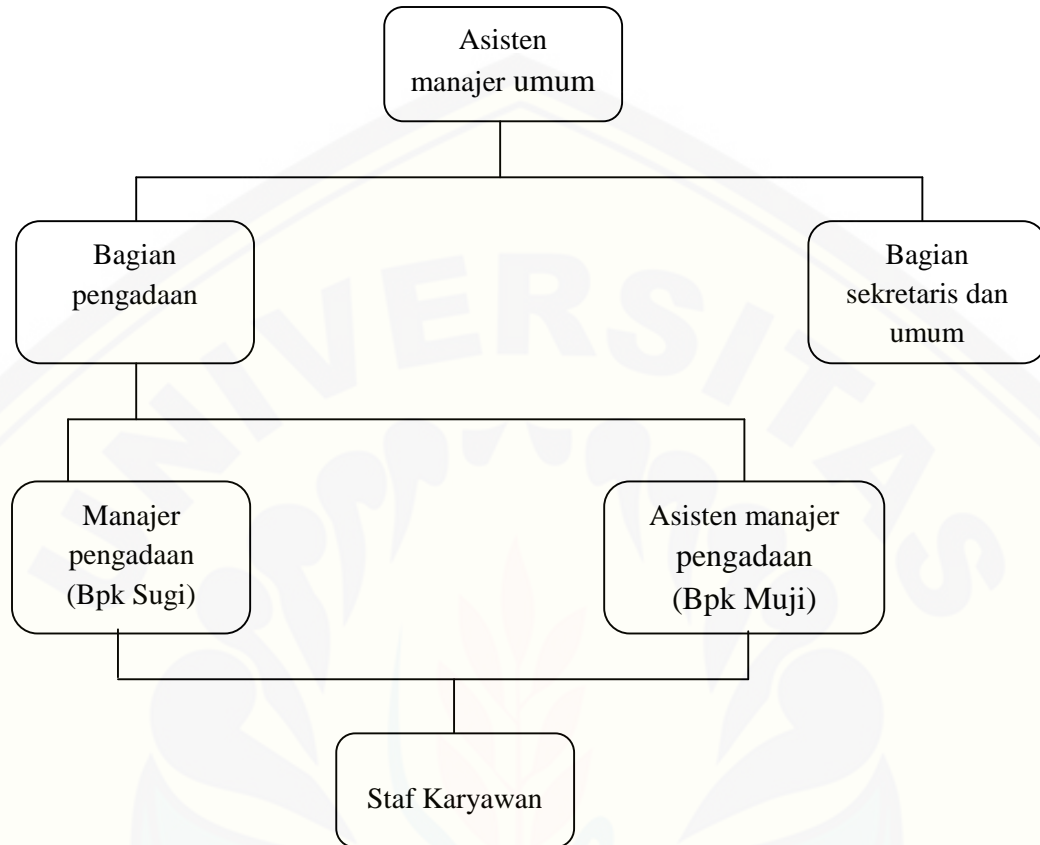 Asisten
manajer umum
Bagian
pengadaan
Bagian
sekretaris dan
umum
Manajer
pengadaan
(Bpk Sugi)
Asisten manajer
pengadaan
(Bpk Muji)
Staf Karyawan
UNIVERSITAS